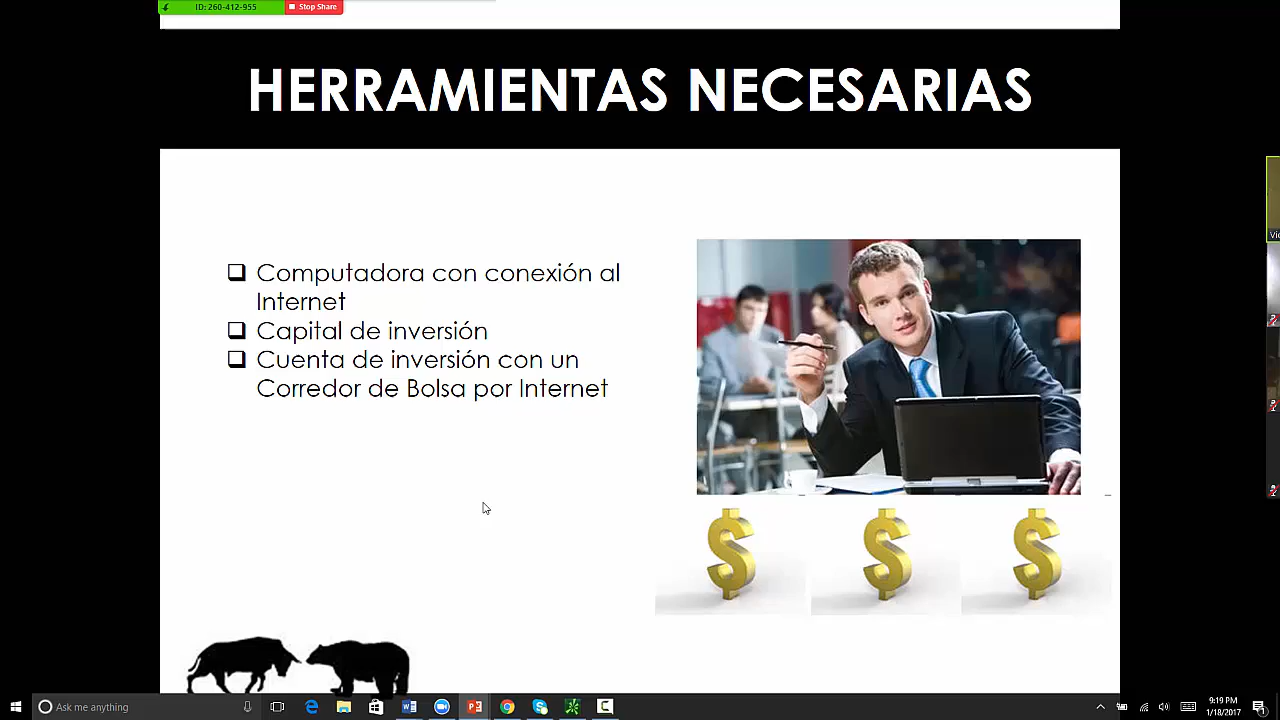 ID: 260-412-955
Stop Share
HERRAMIENTAS NECESARIAS
Computadora con conexión al
Internet
Capital de inversión
Cuenta de inversión con un
Corredor de Bolsa por Internet
$ $ $
Ask me anything
9:19 PM
1/18/2017